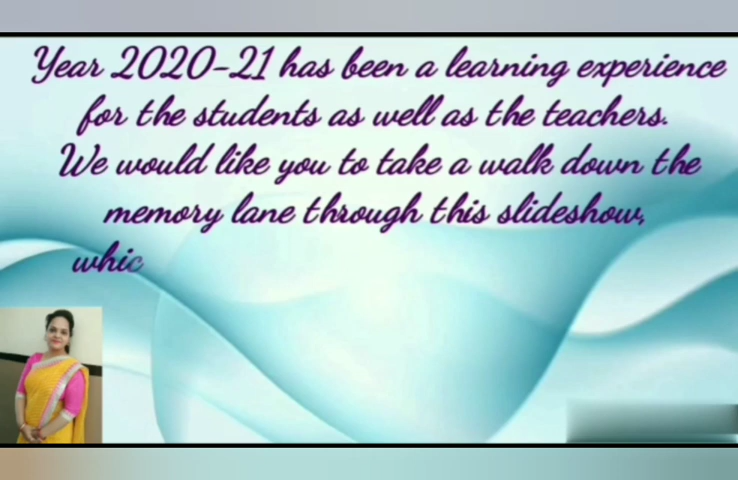 Year 2020-21 has been a learning experience
for the students as well as the teachers.
We would like you to take a walk down the
memory lane through this slideshow,
whic